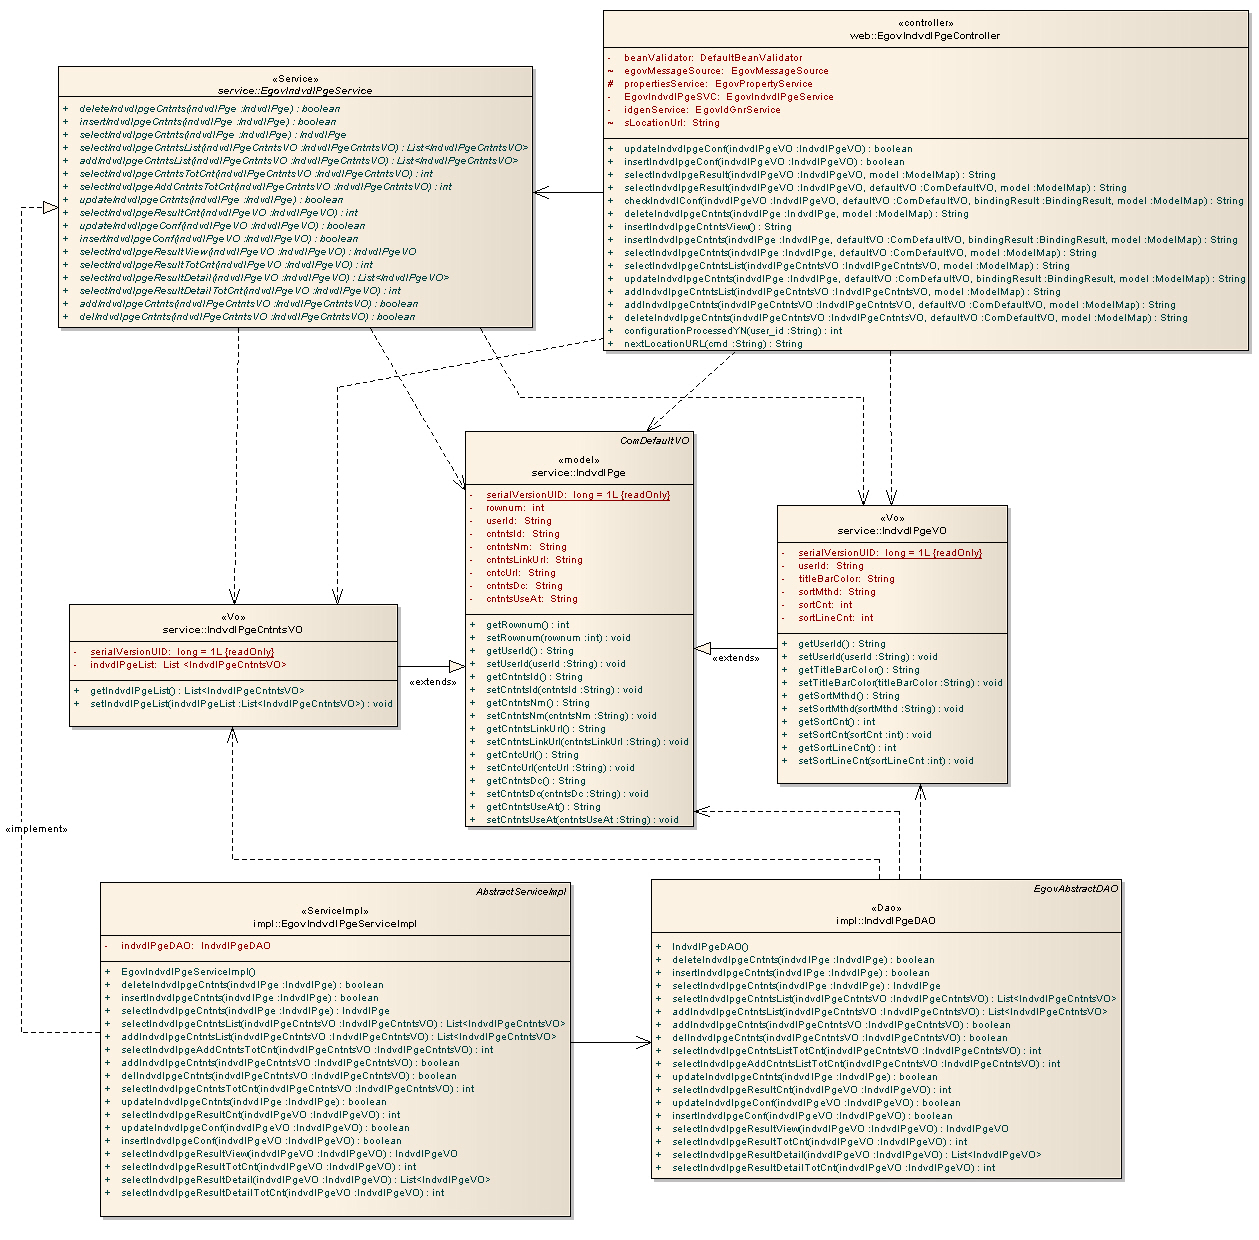 «controller»
web::EgovIndvdlPgeController
- beanValidator: DefaultBeanValidator
~ egovMessageSource: EgovMessageSource
# propertiesService: EgovPropertyService
- EgovIndvdlPgeSVC: EgovIndvdlPgeService
- idgenService: EgovIdGnrService
~ sLocationUrl: String
+ updateIndvdlpgeConf(indvdlPgeVO :IndvdlPgeVO) : boolean
+ insertIndvdlpgeConf(indvdlPgeVO :IndvdlPgeVO) : boolean
+ selectIndvdlpgeResult(indvdlPgeVO :IndvdlPgeVO, model :ModelMap) : String
+ selectIndvdlpgeResult(indvdlPgeVO :IndvdlPgeVO, defaultVO :ComDefaultVO, model :ModelMap) : String
+ checkIndvdlConf(indvdlPgeVO :IndvdlPgeVO, defaultVO :ComDefaultVO, bindingResult :BindingResult, model :ModelMap) : String
+ deleteIndvdlpgeCntnts(indvdlPge :IndvdlPge, model :ModelMap) : String
+ insertIndvdlpgeCntntsView() : String
+ insertIndvdlpgeCntnts(indvdlPge :IndvdlPge, defaultVO :ComDefaultVO, bindingResult :BindingResult, model :ModelMap) : String
+ selectIndvdlpgeCntnts(indvdlPge :IndvdlPge, defaultVO :ComDefaultVO, model :ModelMap) : String
+ selectIndvdlpgeCntntsList(indvdlPgeCntntsVO :IndvdlPgeCntntsVO, model :ModelMap) : String
+ updateIndvdlpgeCntnts(indvdlPge :IndvdlPge, defaultVO :ComDefaultVO, bindingResult :BindingResult, model :ModelMap) : String
+ addIndvdlpgeCntntsList(indvdlPgeCntntsVO :IndvdlPgeCntntsVO, model :ModelMap) : String
+ addIndvdlpgeCntnts(indvdlPgeCntntsVO :IndvdlPgeCntntsVO, defaultVO :ComDefaultVO, model :ModelMap) : String
+ deleteIndvdlpgeCntnts(indvdlPgeCntntsVO :IndvdlPgeCntntsVO, defaultVO :ComDefaultVO, model :ModelMap) : String
+ configurationProcessedYN(user_id :String) : int
+ nextLocationURL(cmd :String) : String
«Service»
service::EgovIndvdlPgeService
+ deleteIndvdlpgeCntnts(indvdlPge :IndvdlPge) : boolean
+ insertIndvdlpgeCntnts(indvdlPge :IndvdlPge) : boolean
+ selectIndvdlpgeCntnts(indvdlPge :IndvdlPge) : IndvdlPge
+ selectIndvdlpgeCntntsList(indvdlPgeCntntsVO :IndvdlPgeCntntsVO) : List<IndvdlPgeCntntsVO>
+ addIndvdlpgeCntntsList(indvdlPgeCntntsVO :IndvdlPgeCntntsVO) : List<IndvdlPgeCntntsVO>
+ selectIndvdlpgeCntntsTotCnt(indvdlPgeCntntsVO :IndvdlPgeCntntsVO) : int
+ selectIndvdlpgeAddCntntsTotCnt(indvdlPgeCntntsVO :IndvdlPgeCntntsVO) : int
+ updateIndvdlpgeCntnts(indvdlPge :IndvdlPge) : boolean
+ selectIndvdlpgeResultCnt(indvdlPgeVO :IndvdlPgeVO) : int
+ updateIndvdlpgeConf(indvdlPgeVO :IndvdlPgeVO) : boolean
+ insertIndvdlpgeConf(indvdlPgeVO :IndvdlPgeVO) : boolean
+ selectIndvdlpgeResultView(indvdlPgeVO :IndvdlPgeVO) : IndvdlPgeVO
+ selectIndvdlpgeResultTotCnt(indvdlPgeVO :IndvdlPgeVO) : int
+ selectIndvdlpgeResultDetail(indvdlPgeVO :IndvdlPgeVO) : List<IndvdlPgeVO>
+ selectIndvdlpgeResultDetailTotCnt(indvdlPgeVO :IndvdlPgeVO) : int
+ addIndvdlpgeCntnts(indvdlPgeCntntsVO :IndvdlPgeCntntsVO) : boolean
+ delIndvdlpgeCntnts(indvdlPgeCntntsVO :IndvdlPgeCntntsVO) : boolean
ComDefaultVO
«model»
service::IndvdlPge
- serialVersionUID: long = 1L {readOnly}
- rownum: int
- userId: String
- cntntsId: String
- cntntsNm: String
- cntntsLinkUrl: String
- cntcUrl: String
- cntntsDc: String
- cntntsUseAt: String
+ getRownum() : int
+ setRownum(rownum :int) : void
+ getUserId() : String
+ setUserId(userId :String) : void
+ getCntntsId() : String
+ setCntntsId(cntntsId :String) : void
+ getCntntsNm() : String
+ setCntntsNm(cntntsNm :String) : void
+ getCntntsLinkUrl() : String
+ setCntntsLinkUrl(cntntsLinkUrl :String) : void
+ getCntcUrl() : String
+ setCntcUrl(cntcUrl :String) : void
+ getCntntsDc() : String
+ setCntntsDc(cntntsDc :String) : void
+ getCntntsUseAt() : String
+ setCntntsUseAt(cntntsUseAt :String) : void
«Vo»
service::IndvdlPgeVO
- serialVersionUID: long = 1L {readOnly}
- userId: String
- titleBarColor: String
- sortMthd: String
- sortCnt: int
- sortLineCnt: int
+ getUserId() : String
+ setUserId(userId :String) : void
+ getTitleBarColor() : String
+ setTitleBarColor(titleBarColor :String) : void
+ getSortMthd() : String
+ setSortMthd(sortMthd :String) : void
+ getSortCnt() : int
+ setSortCnt(sortCnt :int) : void
+ getSortLineCnt() : int
+ setSortLineCnt(sortLineCnt :int) : void
«Vo»
service::IndvdlPgeCntntsVO
- serialVersionUID: long = 1L {readOnly}
- indvdlPgeList: List <IndvdlPgeCntntsVO>
+ getIndvdlPgeList() : List<IndvdlPgeCntntsVO>
+ setIndvdlPgeList(indvdlPgeList :List<IndvdlPgeCntntsVO>) : void
«extends»
«extends»
«implement»
AbstractServiceImpl
«ServiceImpl»
impl::EgovIndvdlPgeServiceImpl
- indvdlPgeDAO: IndvdlPgeDAO
+ EgovIndvdlPgeServiceImpl()
+ deleteIndvdlpgeCntnts(indvdlPge :IndvdlPge) : boolean
+ insertIndvdlpgeCntnts(indvdlPge :IndvdlPge) : boolean
+ selectIndvdlpgeCntnts(indvdlPge :IndvdlPge) : IndvdlPge
+ selectIndvdlpgeCntntsList(indvdlPgeCntntsVO :IndvdlPgeCntntsVO) : List<IndvdlPgeCntntsVO>
+ addIndvdlpgeCntntsList(indvdlPgeCntntsVO :IndvdlPgeCntntsVO) : List<IndvdlPgeCntntsVO>
+ selectIndvdlpgeAddCntntsTotCnt(indvdlPgeCntntsVO :IndvdlPgeCntntsVO) : int
+ addIndvdlpgeCntnts(indvdlPgeCntntsVO :IndvdlPgeCntntsVO) : boolean
+ delIndvdlpgeCntnts(indvdlPgeCntntsVO :IndvdlPgeCntntsVO) : boolean
+ selectIndvdlpgeCntntsTotCnt(indvdlPgeCntntsVO :IndvdlPgeCntntsVO) : int
+ updateIndvdlpgeCntnts(indvdlPge :IndvdlPge) : boolean
+ selectIndvdlpgeResultCnt(indvdlPgeVO :IndvdlPgeVO) : int
+ updateIndvdlpgeConf(indvdlPgeVO :IndvdlPgeVO) : boolean
+ insertIndvdlpgeConf(indvdlPgeVO :IndvdlPgeVO) : boolean
+ selectIndvdlpgeResultView(indvdlPgeVO :IndvdlPgeVO) : IndvdlPgeVO
+ selectIndvdlpgeResultTotCnt(indvdlPgeVO :IndvdlPgeVO) : int
+ selectIndvdlpgeResultDetail(indvdlPgeVO :IndvdlPgeVO) : List<IndvdlPgeVO>
+ selectIndvdlpgeResultDetailTotCnt(indvdlPgeVO :IndvdlPgeVO) : int
EgovAbstractDAO
«Dao»
impl::IndvdlPgeDAO
+ IndvdlPgeDAO()
+ deleteIndvdlpgeCntnts(indvdlPge :IndvdlPge) : boolean
+ insertIndvdlpgeCntnts(indvdlPge :IndvdlPge) : boolean
+ selectIndvdlpgeCntnts(indvdlPge :IndvdlPge) : IndvdlPge
+ selectIndvdlpgeCntntsList(indvdlPgeCntntsVO :IndvdlPgeCntntsVO) : List<IndvdlPgeCntntsVO>
+ addIndvdlpgeCntntsList(indvdlPgeCntntsVO :IndvdlPgeCntntsVO) : List<IndvdlPgeCntntsVO>
+ addIndvdlpgeCntnts(indvdlPgeCntntsVO :IndvdlPgeCntntsVO) : boolean
+ delIndvdlpgeCntnts(indvdlPgeCntntsVO :IndvdlPgeCntntsVO) : boolean
+ selectIndvdlpgeCntntsListTotCnt(indvdlPgeCntntsVO :IndvdlPgeCntntsVO) : int
+ selectIndvdlpgeAddCntntsListTotCnt(indvdlPgeCntntsVO :IndvdlPgeCntntsVO) : int
+ updateIndvdlpgeCntnts(indvdlPge :IndvdlPge) : boolean
+ selectIndvdlpgeResultCnt(indvdlPgeVO :IndvdlPgeVO) : int
+ updateIndvdlpgeConf(indvdlPgeVO :IndvdlPgeVO) : boolean
+ insertIndvdlpgeConf(indvdlPgeVO :IndvdlPgeVO) : boolean
+ selectIndvdlpgeResultView(indvdlPgeVO :IndvdlPgeVO) : IndvdlPgeVO
+ selectIndvdlpgeResultTotCnt(indvdlPgeVO :IndvdlPgeVO) : int
+ selectIndvdlpgeResultDetail(indvdlPgeVO :IndvdlPgeVO) : List<IndvdlPgeVO>
+ selectIndvdlpgeResultDetailTotCnt(indvdlPgeVO :IndvdlPgeVO) : int